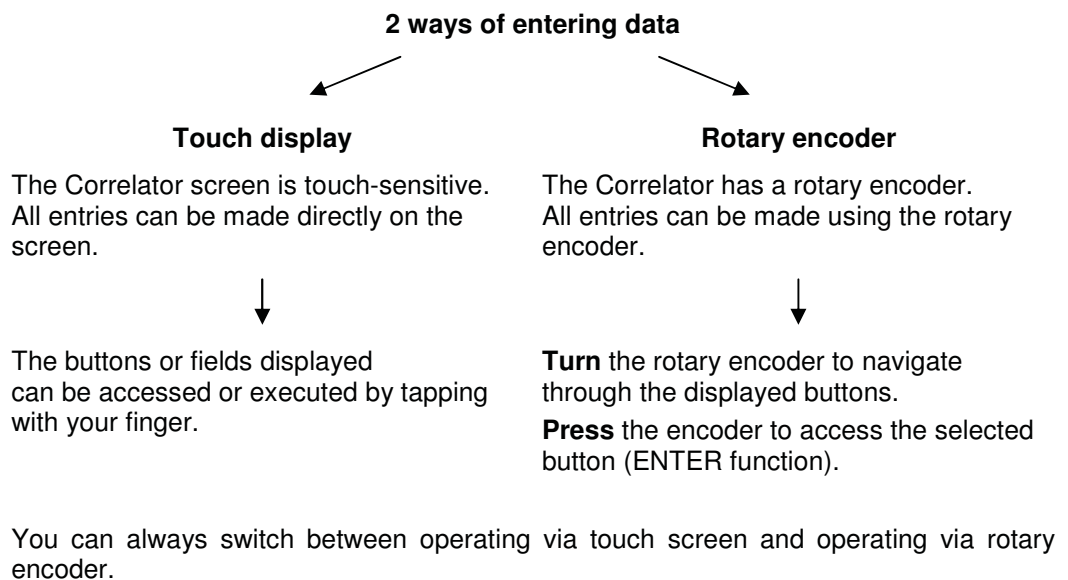 2 ways of entering data
Touch display
The Correlator screen is touch-sensitive.
All entries can be made directly on the
screen.
The buttons or fields displayed
can be accessed or executed by tapping
with your finger.
Rotary encoder
The Correlator has a rotary encoder.
All entries can be made using the rotary
encoder.
Turn the rotary encoder to navigate
through the displayed buttons.
Press the encoder to access the selected
button (ENTER function).
You can always switch between operating via touch screen and operating via rotary
encoder.